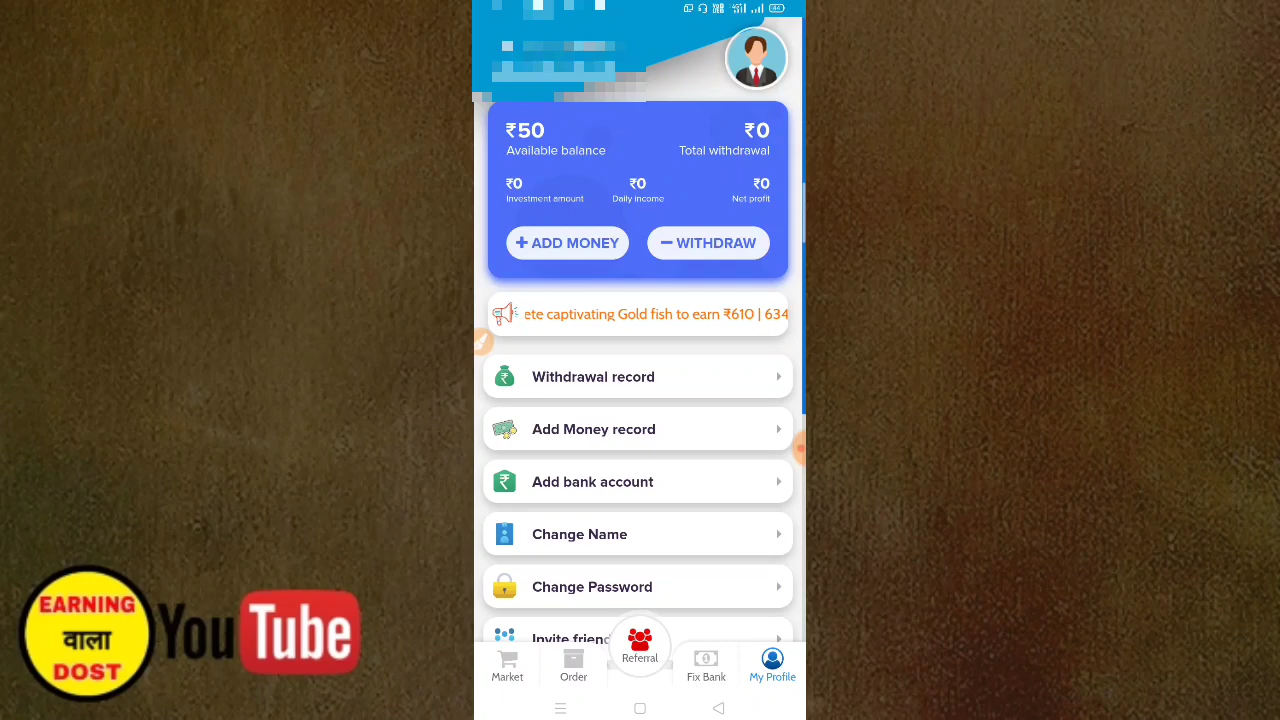 44
₹50
₹0
Available balance
Total withdrawal
₹0
₹0
₹0
Investment amount
Daily income
Net profit
+ ADD MONEY
− WITHDRAW
ete captivating Gold fish to earn ₹610 | 634
Withdrawal record
Add Money record
Add bank account
Change Name
Change Password
Invite friend
Referral
Market
Order
Fix Bank
My Profile
EARNING
वाला
DOST
YouTube